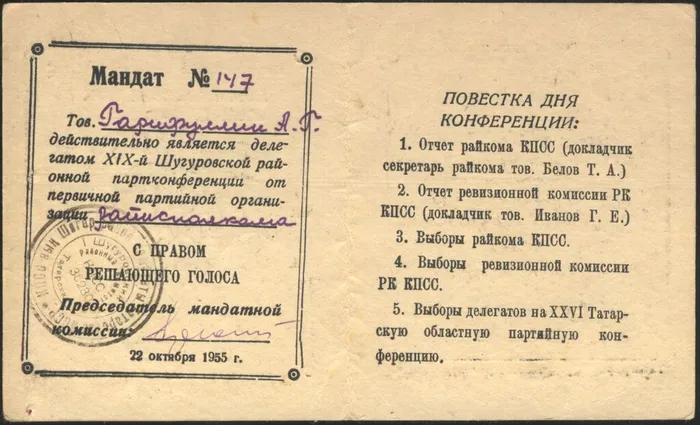 Мандат № 147
Тов. Гарифуллин А. Г.
действительно является деле-
гатом XIX-й Шугуровской рай-
онной партконференции от
первичной партийной органи-
зации райисполкома
С ПРАВОМ
РЕШАЮЩЕГО ГОЛОСА
Председатель мандатной
комиссии:
22 октября 1955 г.
ПОВЕСТКА ДНЯ
КОНФЕРЕНЦИИ:
1. Отчет райкома КПСС (докладчик
секретарь райкома тов. Белов Т. А.)
2. Отчет ревизионной комиссии РК
КПСС (докладчик тов. Иванов Г. Е.)
3. Выборы райкома КПСС.
4. Выборы ревизионной комиссии
РК КПСС.
5. Выборы делегатов на XXVI Татар-
скую областную партийную кон-
ференцию.